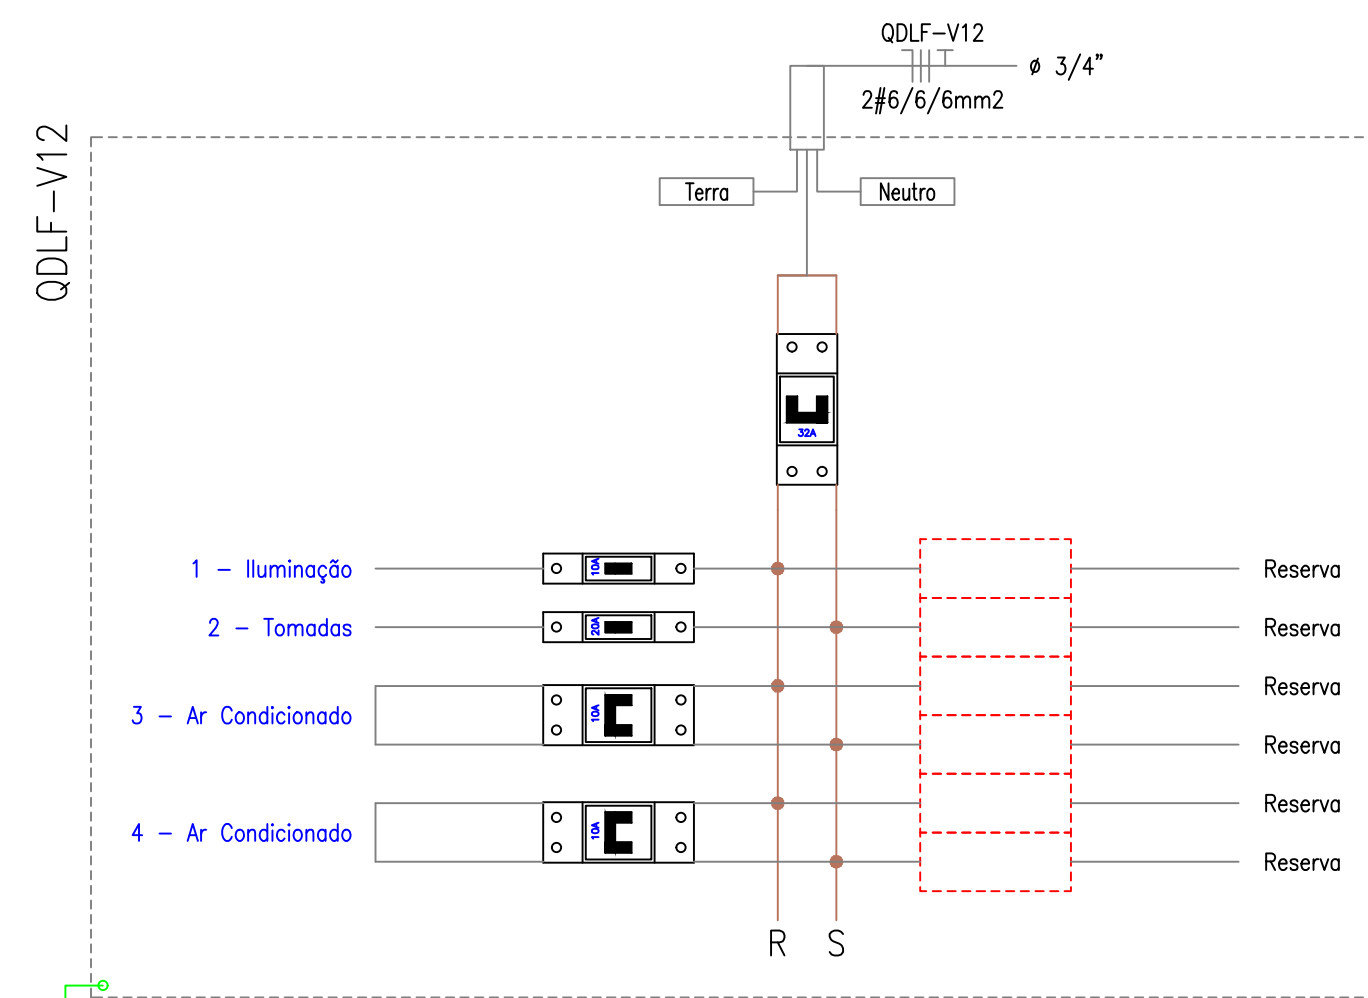 QDLF-V12
ø 3/4"
2#6/6/6mm2
QDLF-V12
Terra
Neutro
32A
1 - Iluminação
10A
Reserva
2 - Tomadas
20A
Reserva
3 - Ar Condicionado
10A
Reserva
Reserva
4 - Ar Condicionado
10A
Reserva
Reserva
R
S